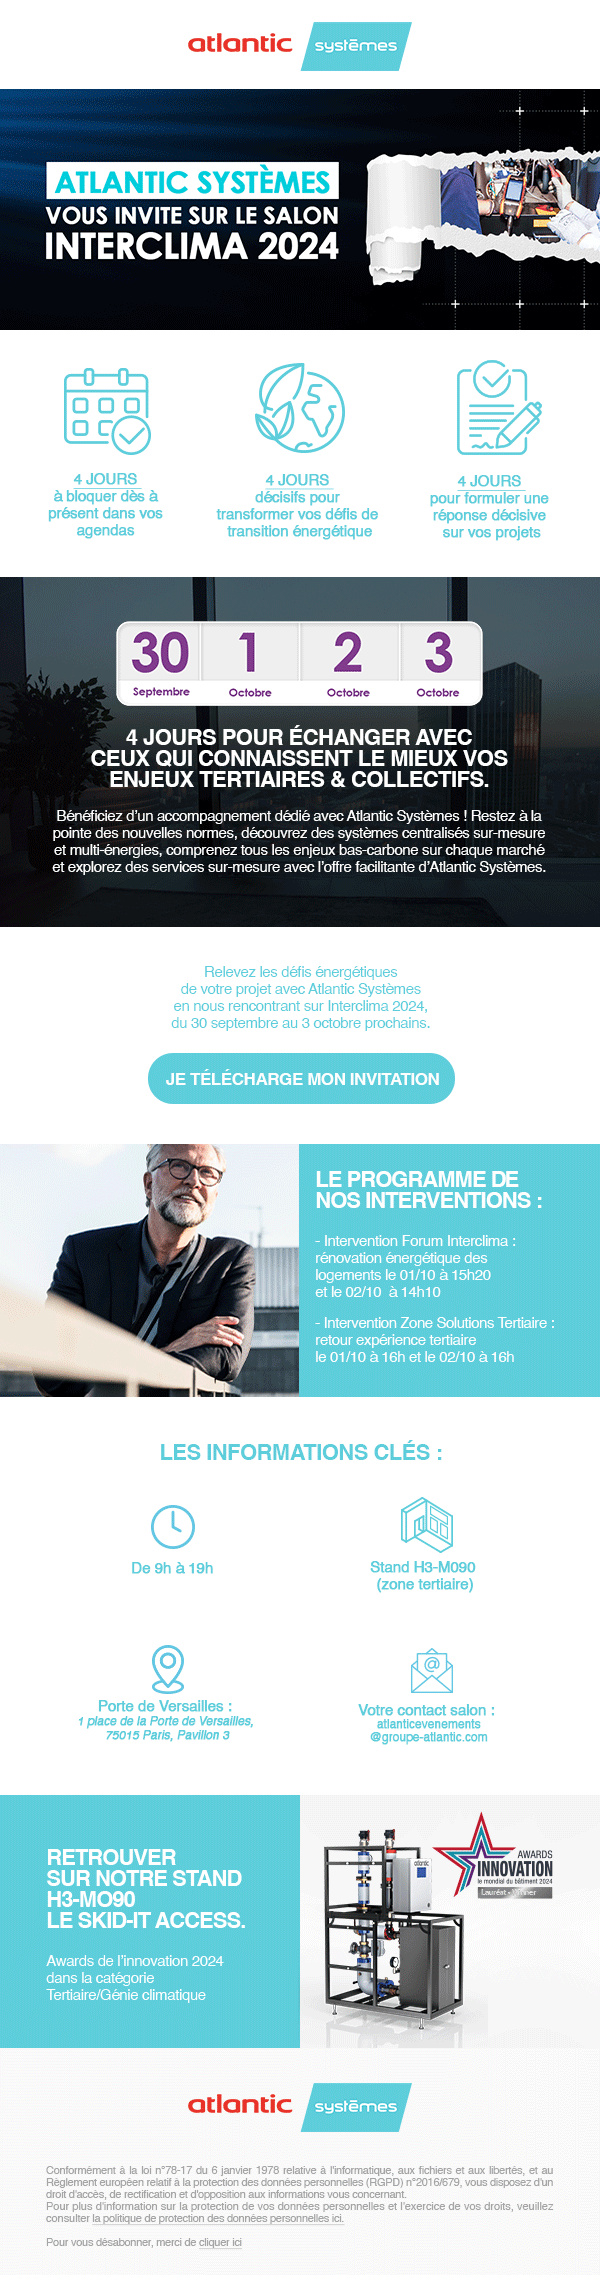 atlantic systèmes
ATLANTIC SYSTÈMES
VOUS INVITE SUR LE SALON
INTERCLIMA 2024
4 JOURS
à bloquer dès à
présent dans vos
agendas
4 JOURS
décisifs pour
transformer vos défis de
transition énergétique
4 JOURS
pour formuler une
réponse décisive
sur vos projets
30 1 2 3
Septembre Octobre Octobre Octobre
4 JOURS POUR ÉCHANGER AVEC
CEUX QUI CONNAISSENT LE MIEUX VOS
ENJEUX TERTIAIRES & COLLECTIFS.
Bénéficiez d'un accompagnement dédié avec Atlantic Systèmes ! Restez à la
pointe des nouvelles normes, découvrez des systèmes centralisés sur-mesure
et multi-énergies, comprenez tous les enjeux bas-carbone sur chaque marché
et explorez des services sur-mesure avec l'offre facilitante d'Atlantic Systèmes.
Relevez les défis énergétiques
de votre projet avec Atlantic Systèmes
en nous rencontrant sur Interclima 2024,
du 30 septembre au 3 octobre prochains.
JE TÉLÉCHARGE MON INVITATION
LE PROGRAMME DE
NOS INTERVENTIONS :
- Intervention Forum Interclima :
rénovation énergétique des
logements le 01/10 à 15h20
et le 02/10 à 14h10
- Intervention Zone Solutions Tertiaire :
retour expérience tertiaire
le 01/10 à 16h et le 02/10 à 16h
LES INFORMATIONS CLÉS :
De 9h à 19h
Stand H3-M090
(zone tertiaire)
Porte de Versailles :
1 place de la Porte de Versailles,
75015 Paris, Pavillon 3
Votre contact salon :
atlanticevenements
@groupe-atlantic.com
RETROUVER
SUR NOTRE STAND
H3-MO90
LE SKID-IT ACCESS.
Awards de l'innovation 2024
dans la catégorie
Tertiaire/Génie climatique
atlantic
AWARDS
INNOVATION
le mondial du bâtiment 2024
Lauréat - Winner
atlantic systèmes
Conformément à la loi n°78-17 du 6 janvier 1978 relative à l'informatique, aux fichiers et aux libertés, et au
Règlement européen relatif à la protection des données personnelles (RGPD) n°2016/679, vous disposez d'un
droit d'accès, de rectification et d'opposition aux informations vous concernant.
Pour plus d'information sur la protection de vos données personnelles et l'exercice de vos droits, veuillez
consulter la politique de protection des données personnelles ici.
Pour vous désabonner, merci de cliquer ici